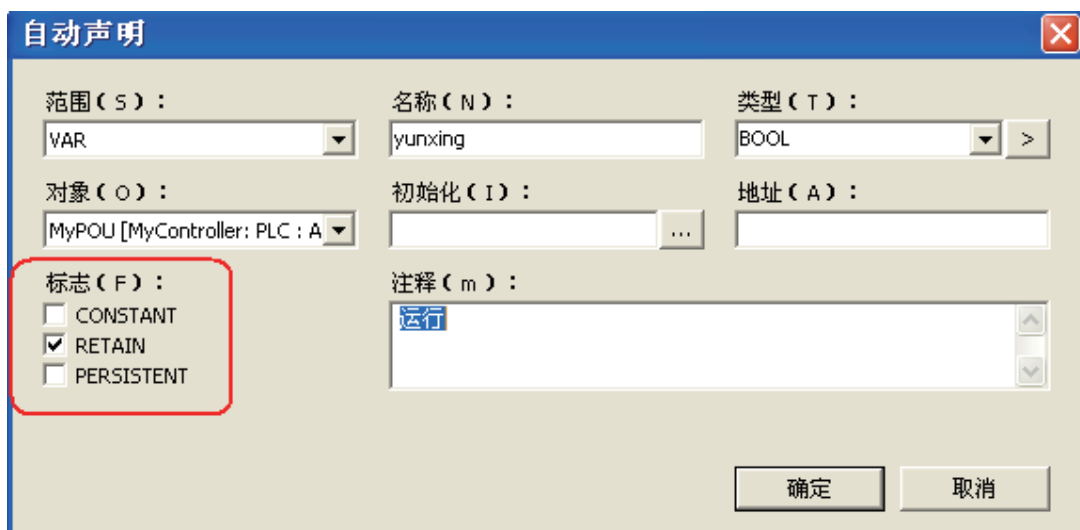 自动声明
范围(S): 名称(N): 类型(T):
VAR yunxing BOOL >
对象(O): 初始化(I): 地址(A):
MyPOU [MyController: PLC : A ...
标志(F): 注释(m):
CONSTANT 运行
RETAIN
PERSISTENT
确定 取消